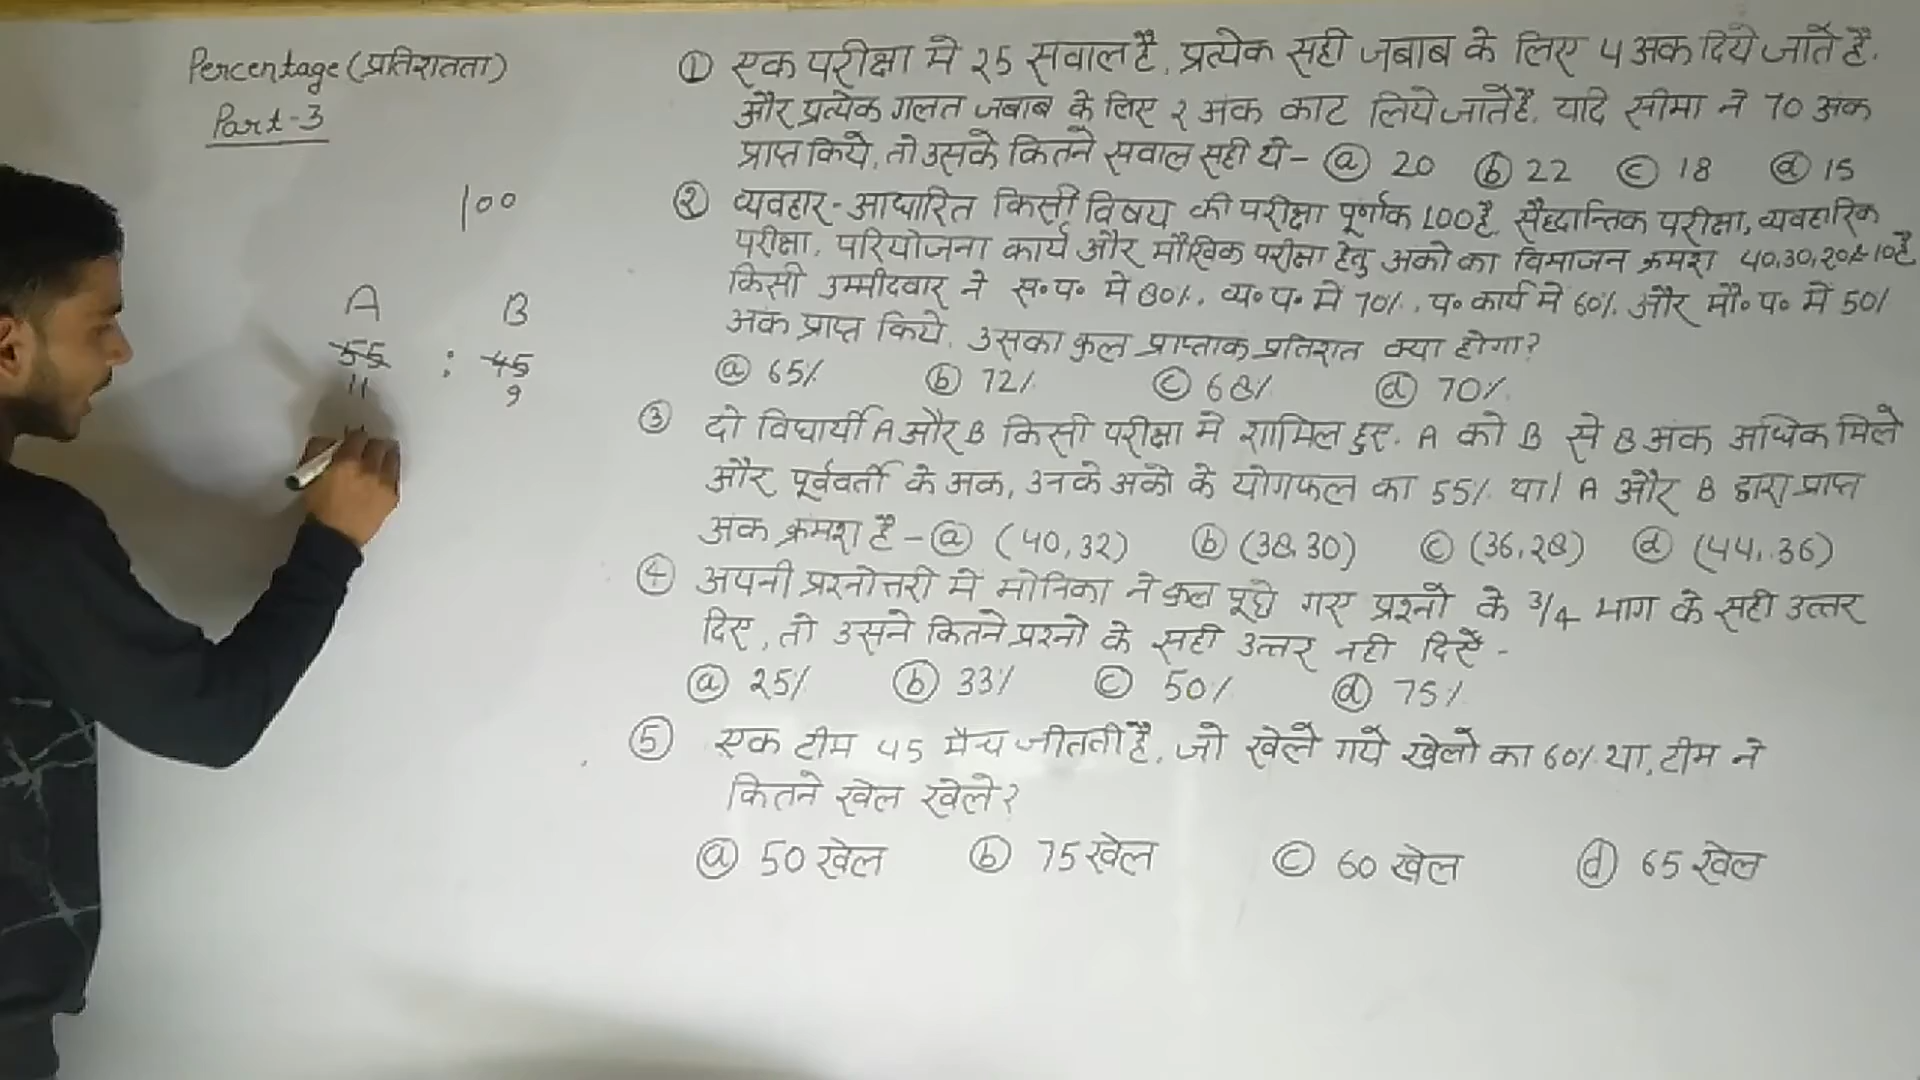 Percentage (प्रतिशतता)
Part-3
100
A B
55 : 45
11 9
① एक परीक्षा मे 25 सवाल है, प्रत्येक सही जबाब के लिए 4 अंक दिये जाते है.
और प्रत्येक गलत जबाब के लिए 2 अंक काट लिये जाते है. यदि सीमा ने 70 अंक
प्राप्त किये, तो उसके कितने सवाल सही थे - ⓐ 20 ⓑ 22 ⓒ 18 ⓓ 15
② व्यवहार-आधारित किसी विषय की परीक्षा पूर्णांक 100 है, सैद्धान्तिक परीक्षा, व्यवहारिक
परीक्षा, परियोजना कार्य और मौखिक परीक्षा हेतु अंको का विभाजन क्रमश 40,30,20 & 10 है
किसी उम्मीदवार ने स॰प॰ मे 80%, व्य॰प॰ में 70%, प॰ कार्य मे 60% और मौ॰प॰ मे 50%
अंक प्राप्त किये. उसका कुल प्राप्ताक प्रतिशत क्या होगा?
ⓐ 65% ⓑ 72% ⓒ 68% ⓓ 70%
③ दो विद्यार्थी A और B किसी परीक्षा मे शामिल हुए. A को B से 8 अंक अधिक मिले
और पूर्ववर्ती के अंक, उनके अंको के योगफल का 55% था। A और B द्वारा प्राप्त
अंक क्रमश है - ⓐ (40,32) ⓑ (38,30) ⓒ (36,28) ⓓ (44,36)
④ अपनी प्रश्नोत्तरी में मोनिका ने कुल पूछे गए प्रश्नो के 3/4 भाग के सही उत्तर
दिए, तो उसने कितने प्रश्नो के सही उत्तर नही दिऐं -
ⓐ 25% ⓑ 33% ⓒ 50% ⓓ 75%
⑤ एक टीम 45 मैच जीतती है, जो खेले गये खेलो का 60% था, टीम ने
कितने खेल खेले?
ⓐ 50 खेल ⓑ 75 खेल ⓒ 60 खेल ⓓ 65 खेल